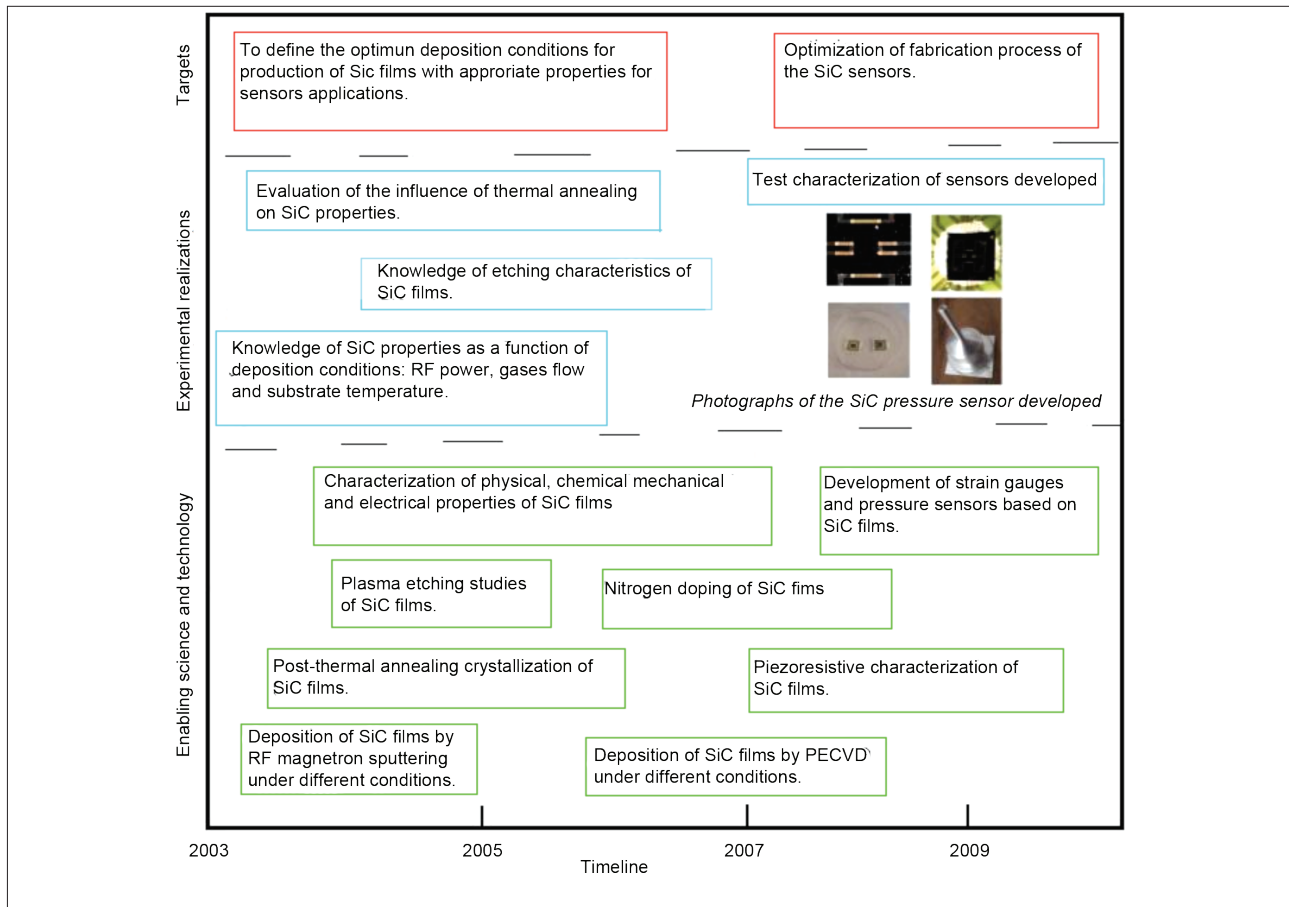 Targets
To define the optimun deposition conditions for
production of Sic films with approriate properties for
sensors applications.
Optimization of fabrication process of
the SiC sensors.
Experimental realizations
Evaluation of the influence of thermal annealing
on SiC properties.
Test characterization of sensors developed
Knowledge of etching characteristics of
SiC films.
Knowledge of SiC properties as a function of
deposition conditions: RF power, gases flow
and substrate temperature.
Photographs of the SiC pressure sensor developed
Enabling science and technology
Characterization of physical, chemical mechanical
and electrical properties of SiC films
Development of strain gauges
and pressure sensors based on
SiC films.
Plasma etching studies
of SiC films.
Nitrogen doping of SiC fims
Post-thermal annealing crystallization of
SiC films.
Piezoresistive characterization of
SiC films.
Deposition of SiC films by
RF magnetron sputtering
under different conditions.
Deposition of SiC films by PECVD
under different conditions.
2003
2005
2007
2009
Timeline